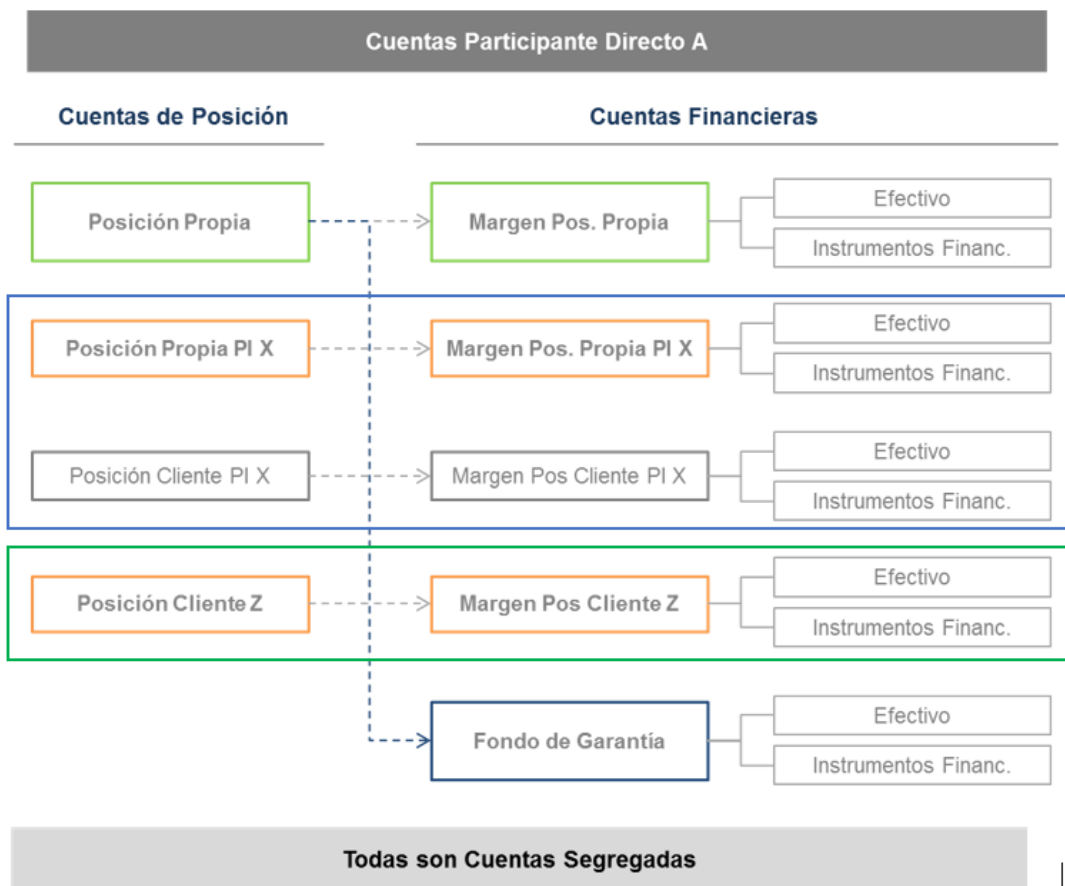 Cuentas Participante Directo A
Cuentas de Posición
Cuentas Financieras
Posición Propia
Margen Pos. Propia
Efectivo
Instrumentos Financ.
Posición Propia PI X
Margen Pos. Propia PI X
Efectivo
Instrumentos Financ.
Posición Cliente PI X
Margen Pos Cliente PI X
Efectivo
Instrumentos Financ.
Posición Cliente Z
Margen Pos Cliente Z
Efectivo
Instrumentos Financ.
Fondo de Garantía
Efectivo
Instrumentos Financ.
Todas son Cuentas Segregadas